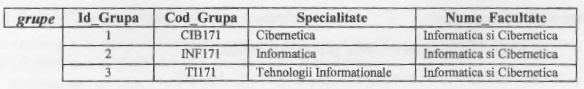 grupe Id_Grupa Cod_Grupa Specialitate Nume_Facultate
1 CIB171 Cibernetica Informatica si Cibernetica
2 INF171 Informatica Informatica si Cibernetica
3 TI171 Tehnologii Informationale Informatica si Cibernetica